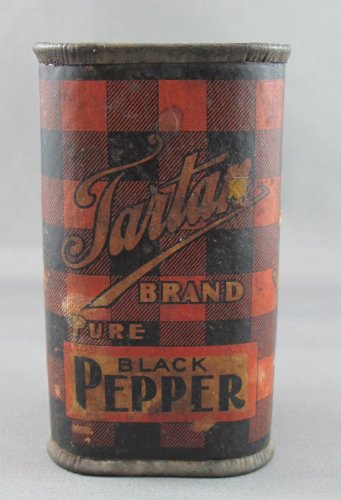 Tartan
BRAND
PURE
BLACK
PEPPER